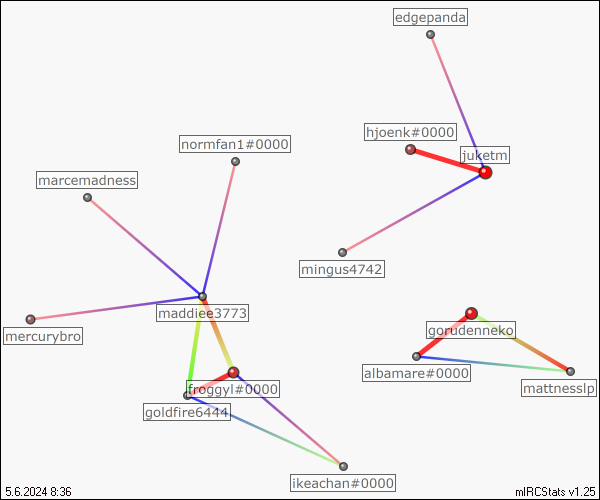 edgepanda
hjoenk#0000
normfan1#0000
juketm
marcemadness
mingus4742
maddiee3773
mercurybro
gorudenneko
albamare#0000
froggyl#0000
mattnesslp
goldfire6444
ikeachan#0000
5.6.2024 8:36
mIRCStats v1.25